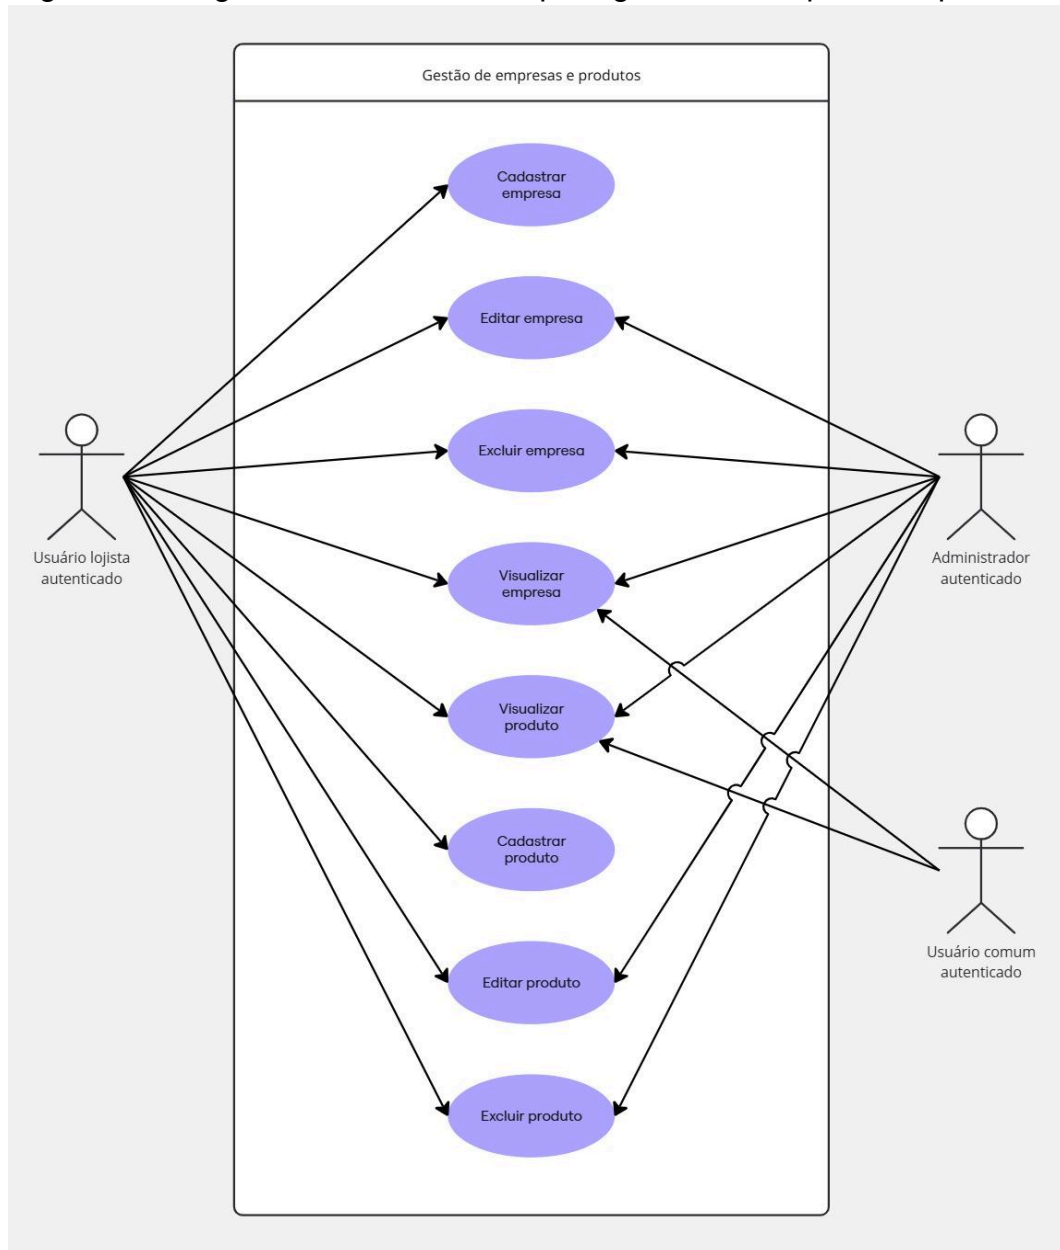 Gestão de empresas e produtos
Cadastrar
empresa
Editar empresa
Excluir empresa
Usuário lojista
autenticado
Administrador
autenticado
Visualizar
empresa
Visualizar
produto
Cadastrar
produto
Usuário comum
autenticado
Editar produto
Excluir produto